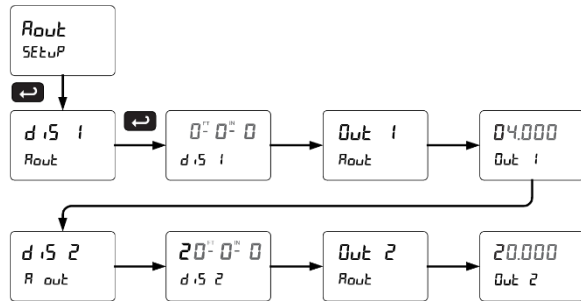 Aout
SEtuP
diS 1
Aout
0FT-0IN-0
diS 1
Out 1
Aout
04.000
Out 1
diS 2
A out
20FT-0IN-0
diS 2
Out 2
Aout
20.000
Out 2